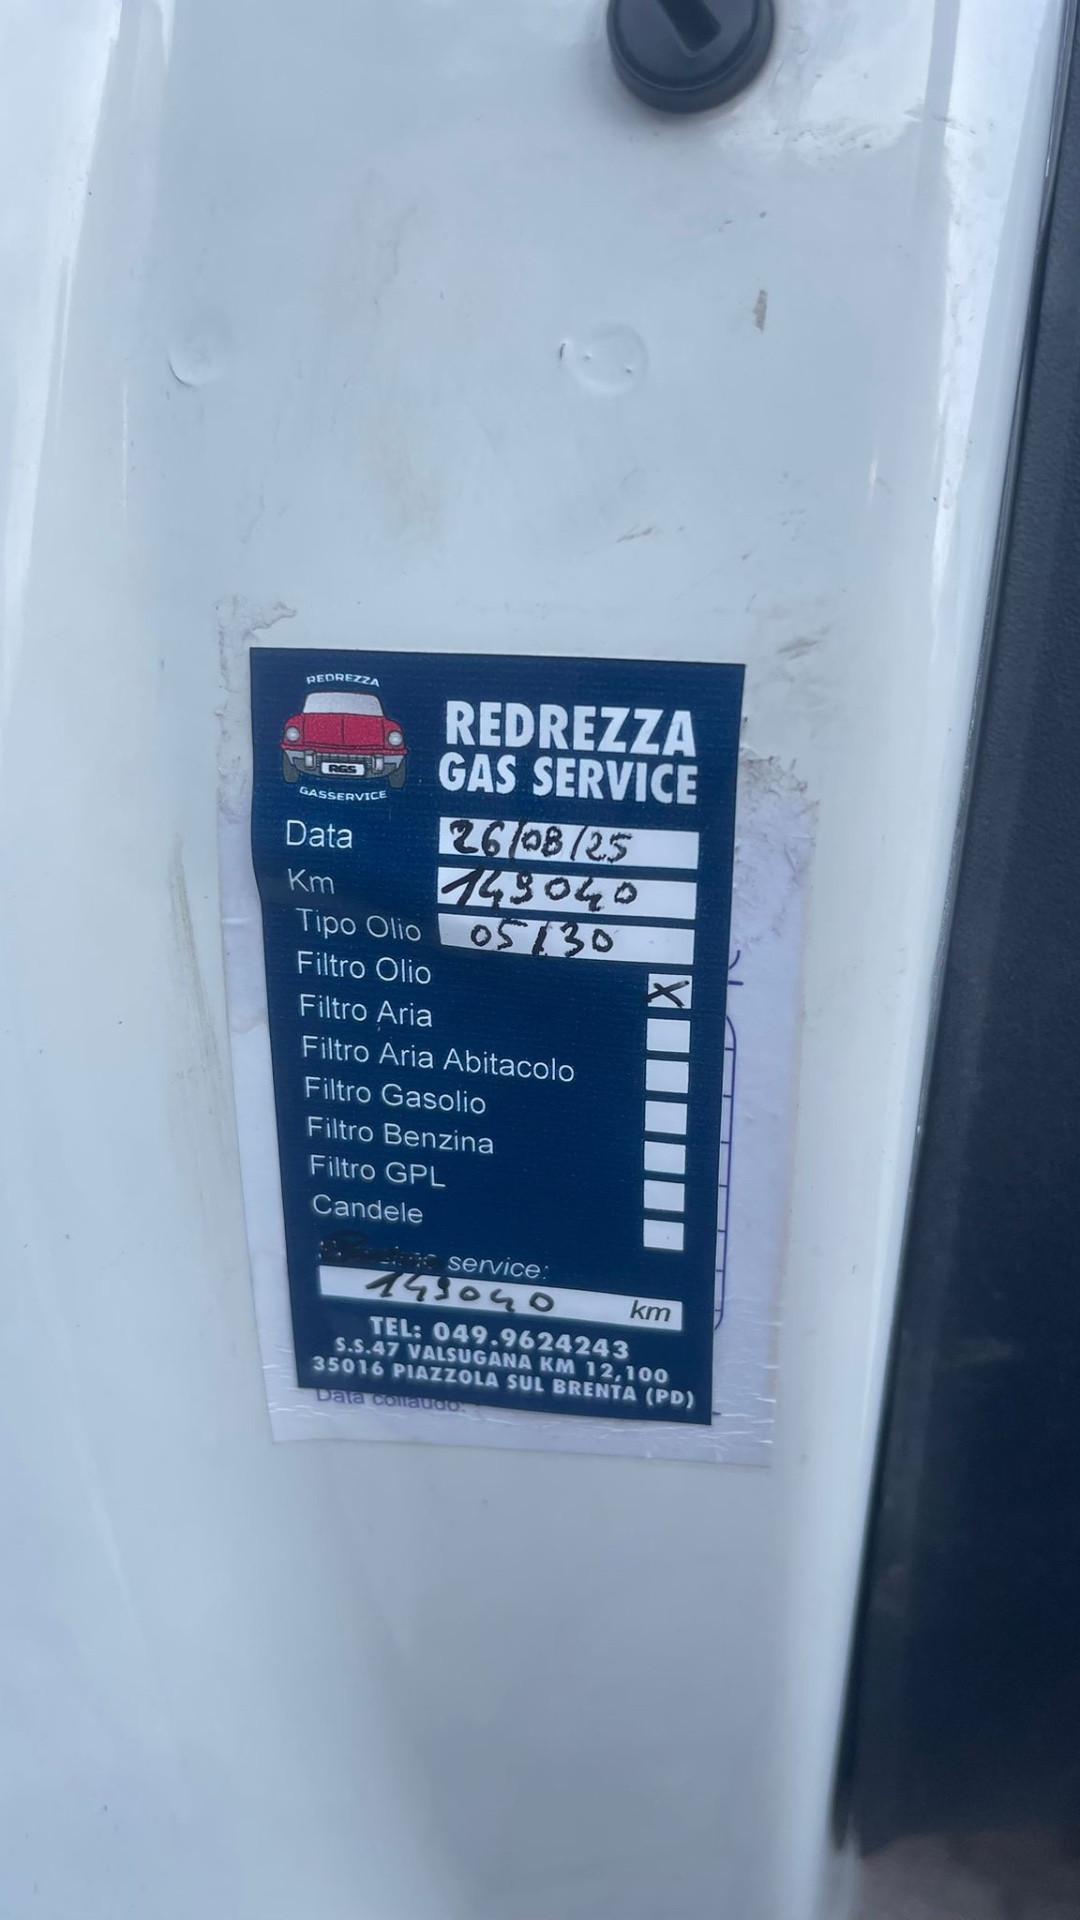 REDREZZA
RGS
GASSERVICE
REDREZZA
GAS SERVICE
Data 26/08/25
Km 149040
Tipo Olio 05/30
Filtro Olio X
Filtro Aria
Filtro Aria Abitacolo
Filtro Gasolio
Filtro Benzina
Filtro GPL
Candele
service:
149040 km
TEL: 049.9624243
S.S.47 VALSUGANA KM 12,100
35016 PIAZZOLA SUL BRENTA (PD)
Data collaudo: